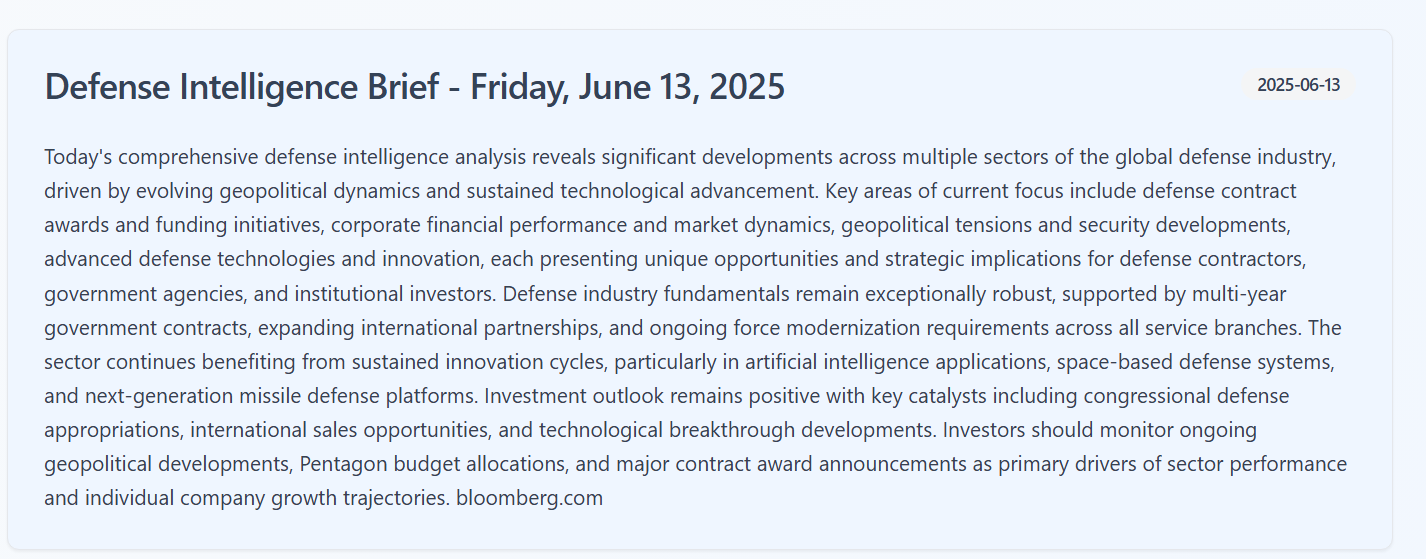 Defense Intelligence Brief - Friday, June 13, 2025
2025-06-13
Today's comprehensive defense intelligence analysis reveals significant developments across multiple sectors of the global defense industry,
driven by evolving geopolitical dynamics and sustained technological advancement. Key areas of current focus include defense contract
awards and funding initiatives, corporate financial performance and market dynamics, geopolitical tensions and security developments,
advanced defense technologies and innovation, each presenting unique opportunities and strategic implications for defense contractors,
government agencies, and institutional investors. Defense industry fundamentals remain exceptionally robust, supported by multi-year
government contracts, expanding international partnerships, and ongoing force modernization requirements across all service branches. The
sector continues benefiting from sustained innovation cycles, particularly in artificial intelligence applications, space-based defense systems,
and next-generation missile defense platforms. Investment outlook remains positive with key catalysts including congressional defense
appropriations, international sales opportunities, and technological breakthrough developments. Investors should monitor ongoing
geopolitical developments, Pentagon budget allocations, and major contract award announcements as primary drivers of sector performance
and individual company growth trajectories. bloomberg.com